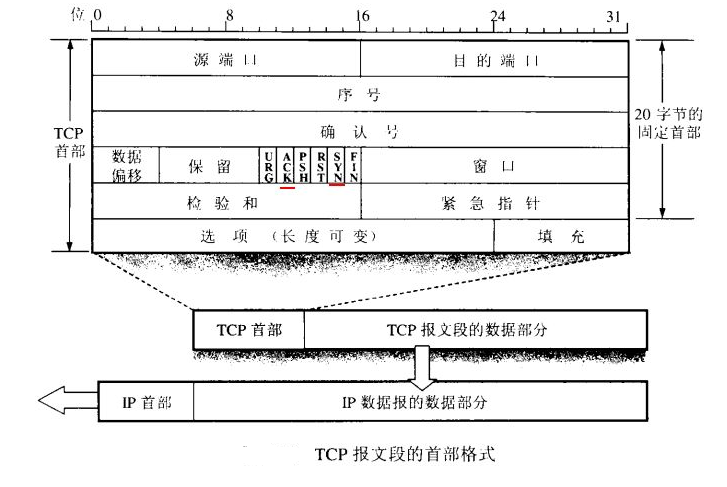 位 0 8 16 24 31
源端口 目的端口
序号
TCP 首部
确认号
20 字节的固定首部
数据偏移 保留 URG ACK PSH RST SYN FIN 窗口
检验和 紧急指针
选项 （长度可变） 填充
TCP 首部 TCP 报文段的数据部分
IP 首部 IP 数据报的数据部分
TCP 报文段的首部格式